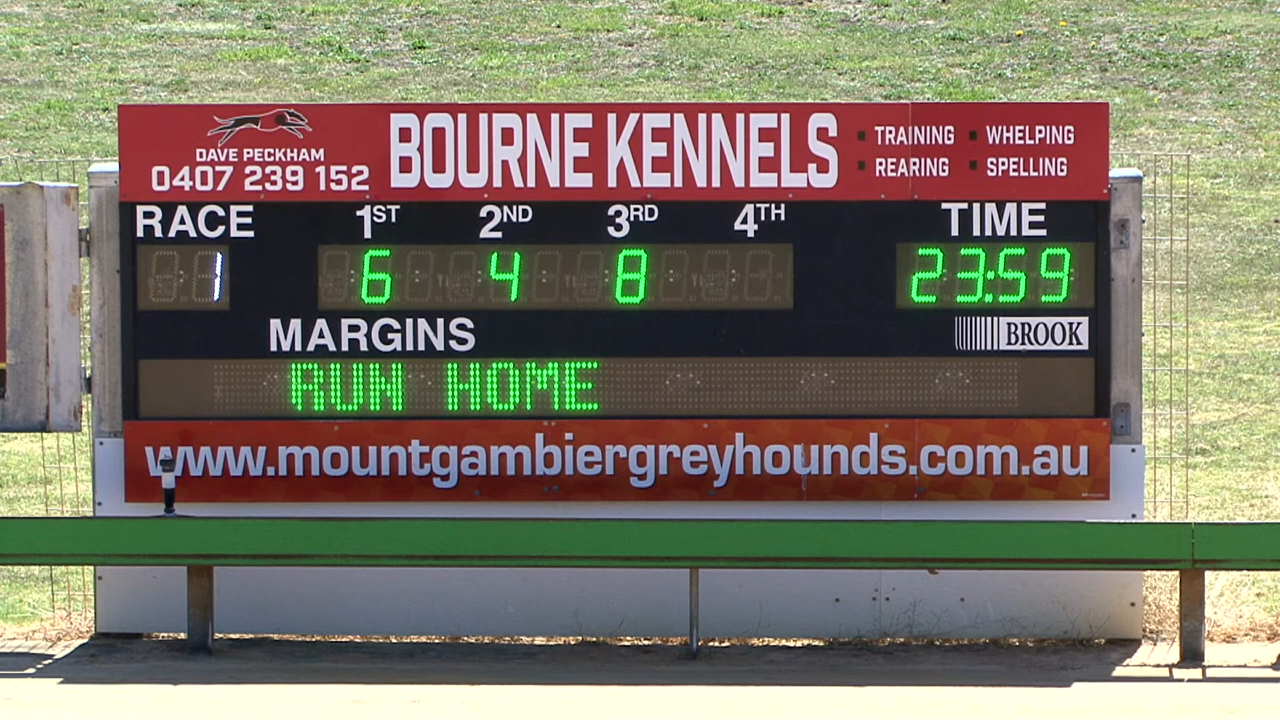 DAVE PECKHAM
0407 239 152
BOURNE KENNELS
TRAINING
WHELPING
REARING
SPELLING
RACE 1ST 2ND 3RD 4TH TIME
1 6 4 8 23:59
MARGINS
BROOK
RUN HOME
www.mountgambiergreyhounds.com.au